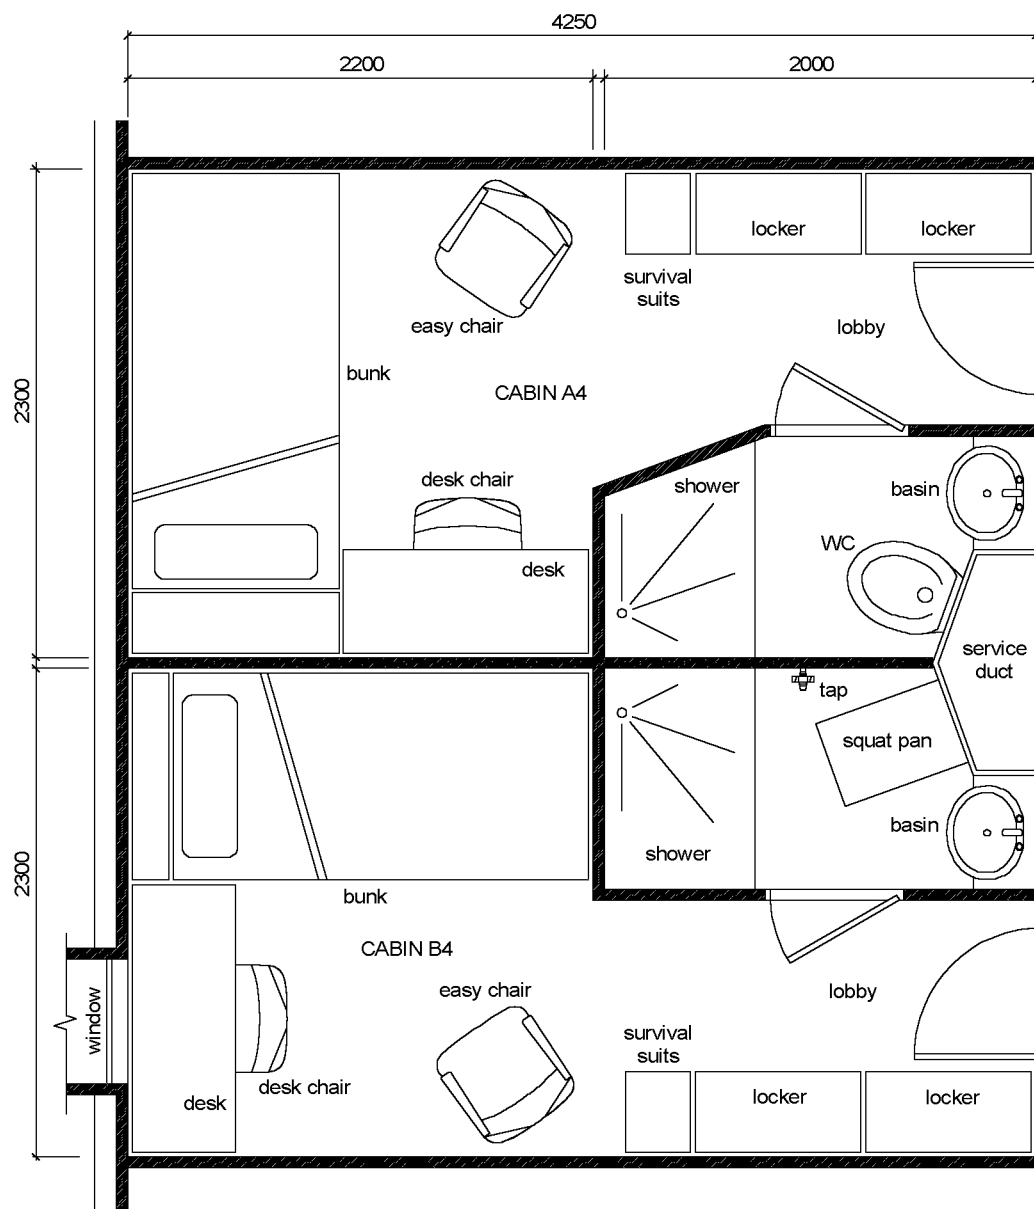 4250
2200
2000
2300
locker
locker
survival
suits
easy chair
lobby
bunk
CABIN A4
desk chair
shower
basin
WC
desk
service
duct
tap
squat pan
basin
shower
2300
bunk
CABIN B4
easy chair
lobby
window
survival
suits
desk chair
desk
locker
locker